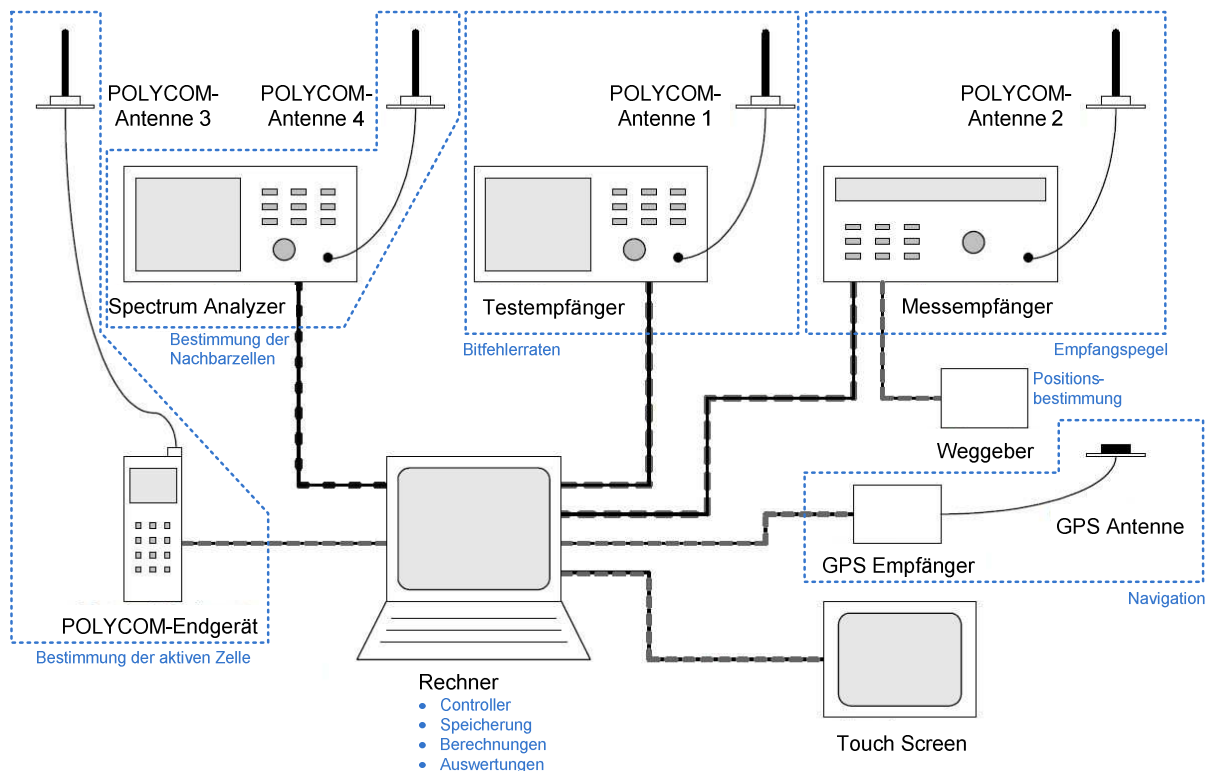 POLYCOM-
Antenne 3
POLYCOM-
Antenne 4
POLYCOM-
Antenne 1
POLYCOM-
Antenne 2
Spectrum Analyzer
Bestimmung der
Nachbarzellen
Testempfänger
Bitfehlerraten
Messempfänger
Empfangspegel
Positions-
bestimmung
Weggeber
GPS Antenne
GPS Empfänger
Navigation
POLYCOM-Endgerät
Bestimmung der aktiven Zelle
Rechner
• Controller
• Speicherung
• Berechnungen
• Auswertungen
Touch Screen